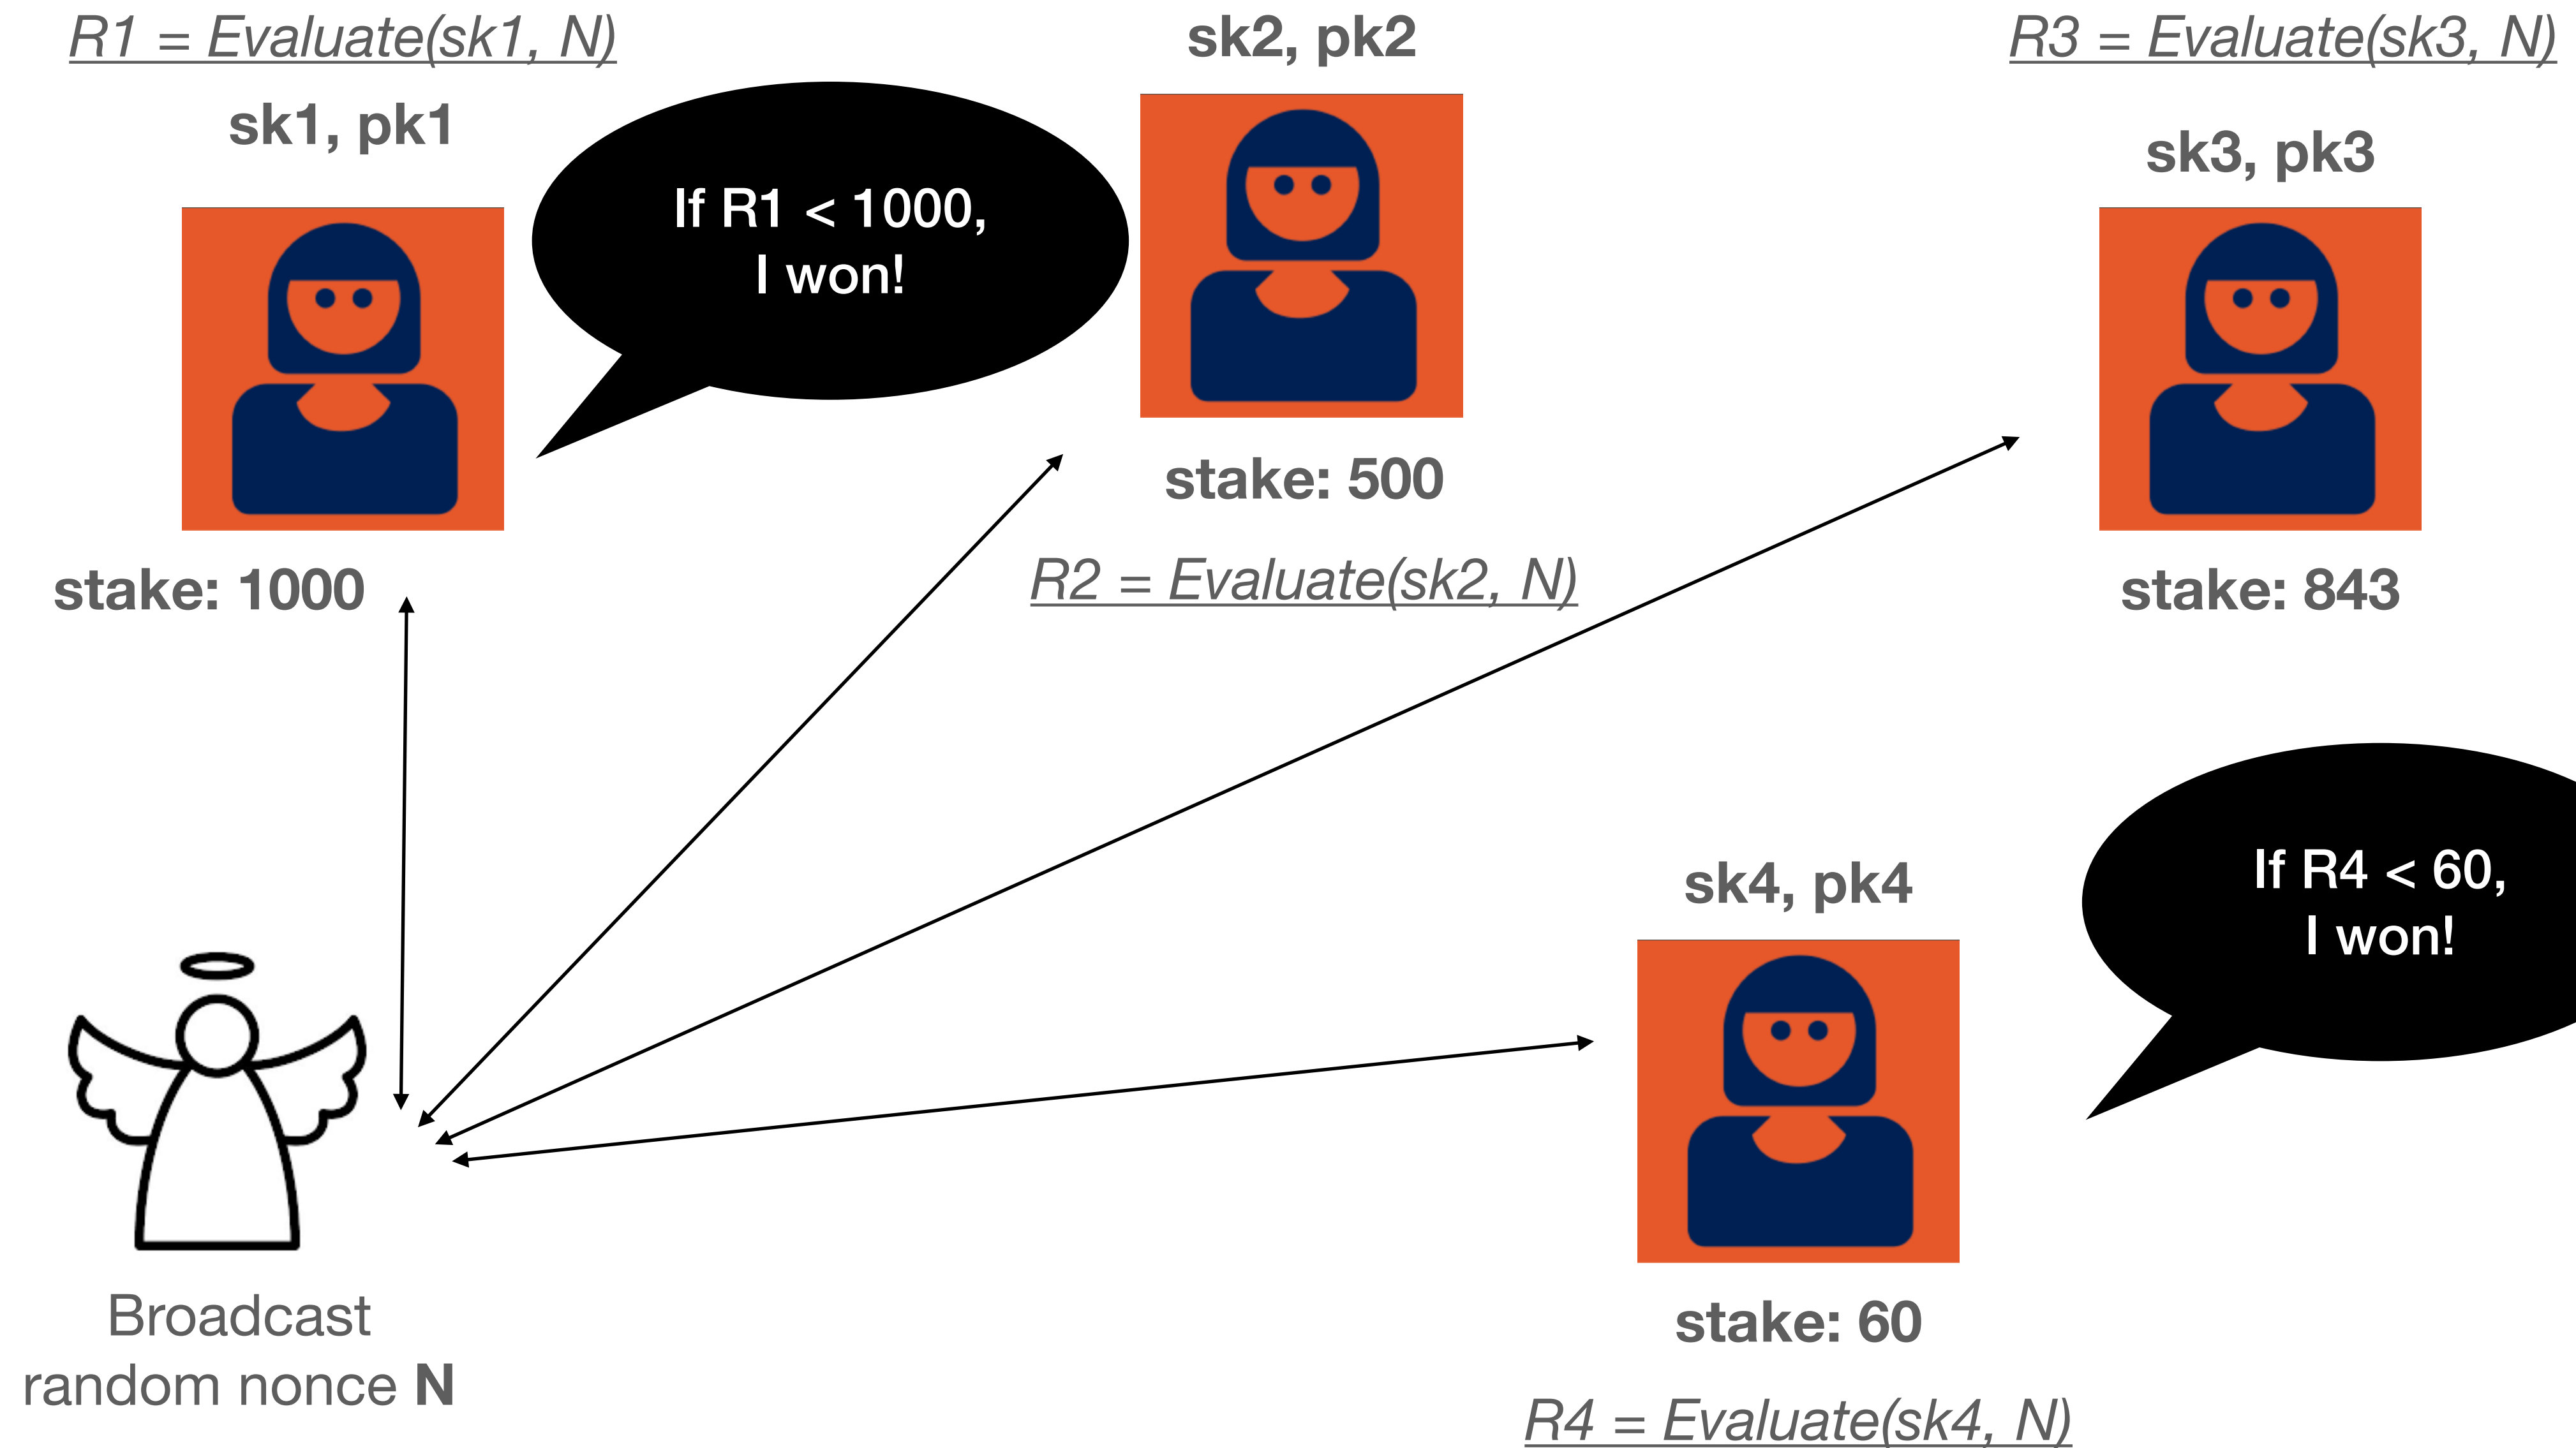 R1 = Evaluate(sk1, N)
sk1, pk1
If R1 < 1000,
I won!
stake: 1000
sk2, pk2
stake: 500
R2 = Evaluate(sk2, N)
R3 = Evaluate(sk3, N)
sk3, pk3
stake: 843
Broadcast
random nonce N
sk4, pk4
If R4 < 60,
I won!
stake: 60
R4 = Evaluate(sk4, N)